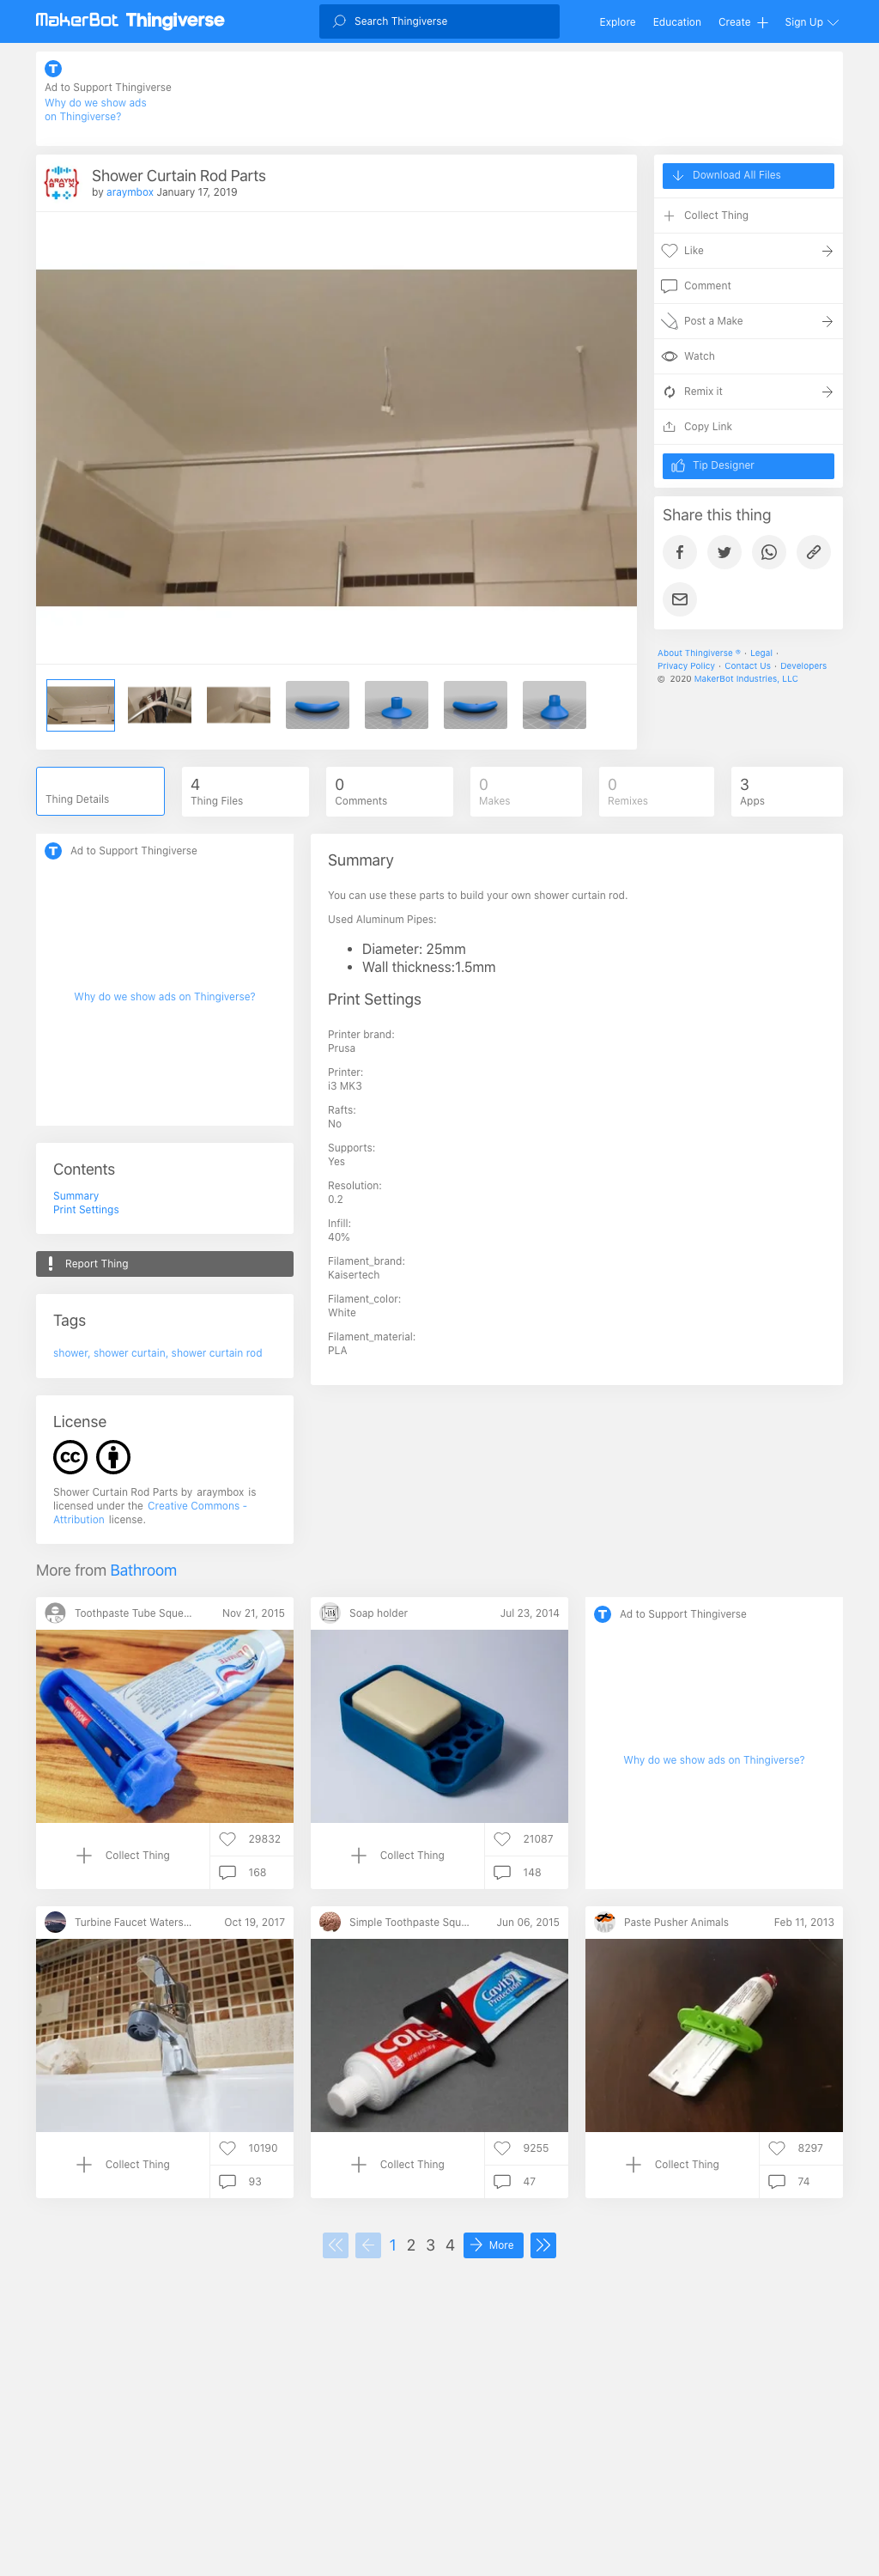 MakerBot Thingiverse
Search Thingiverse
Explore
Education
Create
Sign Up
Ad to Support Thingiverse
Why do we show ads
on Thingiverse?
Shower Curtain Rod Parts
by araymbox January 17, 2019
Download All Files
Collect Thing
Like
Comment
Post a Make
Watch
Remix it
Copy Link
Tip Designer
Share this thing
About Thingiverse ® · Legal ·
Privacy Policy · Contact Us · Developers
© 2020 MakerBot Industries, LLC
Thing Details
4
Thing Files
0
Comments
0
Makes
0
Remixes
3
Apps
Ad to Support Thingiverse
Why do we show ads on Thingiverse?
Contents
Summary
Print Settings
Report Thing
Tags
shower, shower curtain, shower curtain rod
License
Shower Curtain Rod Parts by araymbox is
licensed under the Creative Commons -
Attribution license.
Summary
You can use these parts to build your own shower curtain rod.
Used Aluminum Pipes:
• Diameter: 25mm
• Wall thickness:1.5mm
Print Settings
Printer brand:
Prusa
Printer:
i3 MK3
Rafts:
No
Supports:
Yes
Resolution:
0.2
Infill:
40%
Filament_brand:
Kaisertech
Filament_color:
White
Filament_material:
PLA
More from Bathroom
Toothpaste Tube Sque... Nov 21, 2015
Collect Thing
29832
168
Soap holder Jul 23, 2014
Collect Thing
21087
148
Ad to Support Thingiverse
Why do we show ads on Thingiverse?
Turbine Faucet Waters... Oct 19, 2017
Collect Thing
10190
93
Simple Toothpaste Squ... Jun 06, 2015
Cavity
Protection
Colg
Collect Thing
9255
47
Paste Pusher Animals Feb 11, 2013
Collect Thing
8297
74
1 2 3 4 More